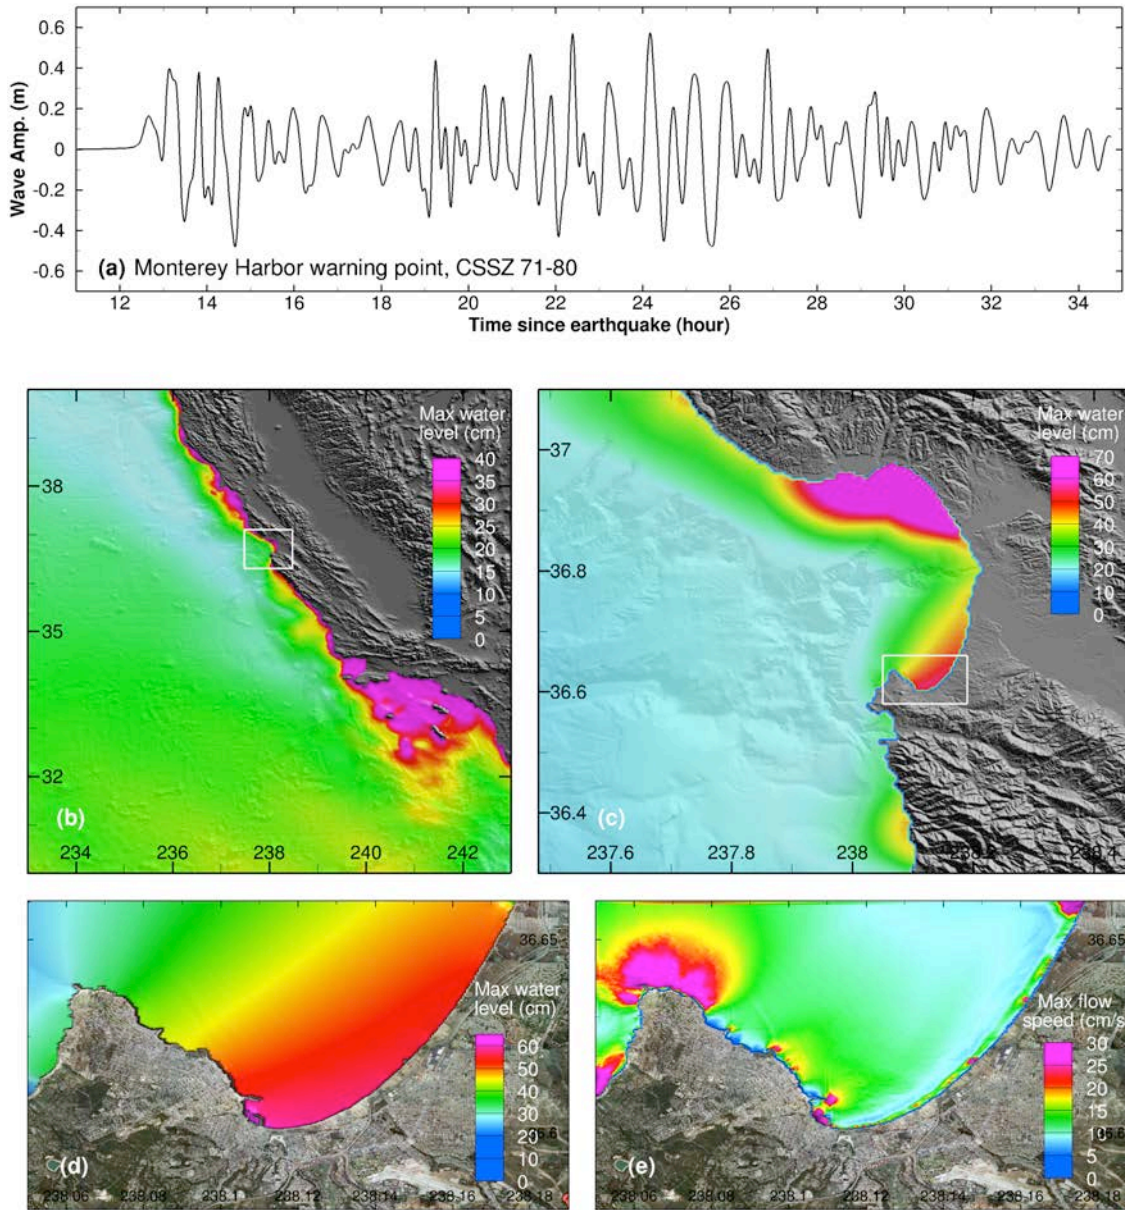 0.6
0.4
0.2
0
-0.2
-0.4
-0.6
Wave Amp. (m)
(a) Monterey Harbor warning point, CSSZ 71-80
12 14 16 18 20 22 24 26 28 30 32 34
Time since earthquake (hour)
Max water
level (cm)
40
35
30
25
20
15
10
5
0
38
35
32
(b)
234 236 238 240 242
Max water
level (cm)
70
60
50
40
30
20
10
0
37
36.8
36.6
36.4
(c)
237.6 237.8 238 238.2 238.4
36.65
Max water
level (cm)
60
50
40
30
20
10
0
(d)
238.06 238.08 238.1 238.12 238.14 238.16 238.18
36.65
Max flow
speed (cm/s
30
25
20
15
10
5
0
(e)
238.06 238.08 238.1 238.12 238.14 238.16 238.18